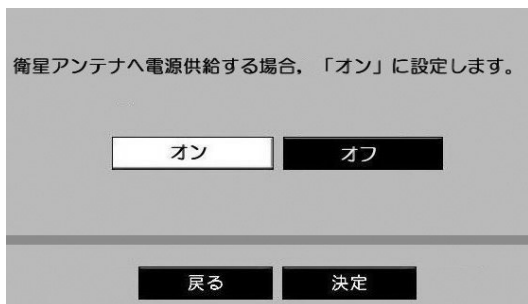 衛星アンテナへ電源供給する場合，「オン」に設定します。
オン　オフ
戻る　決定